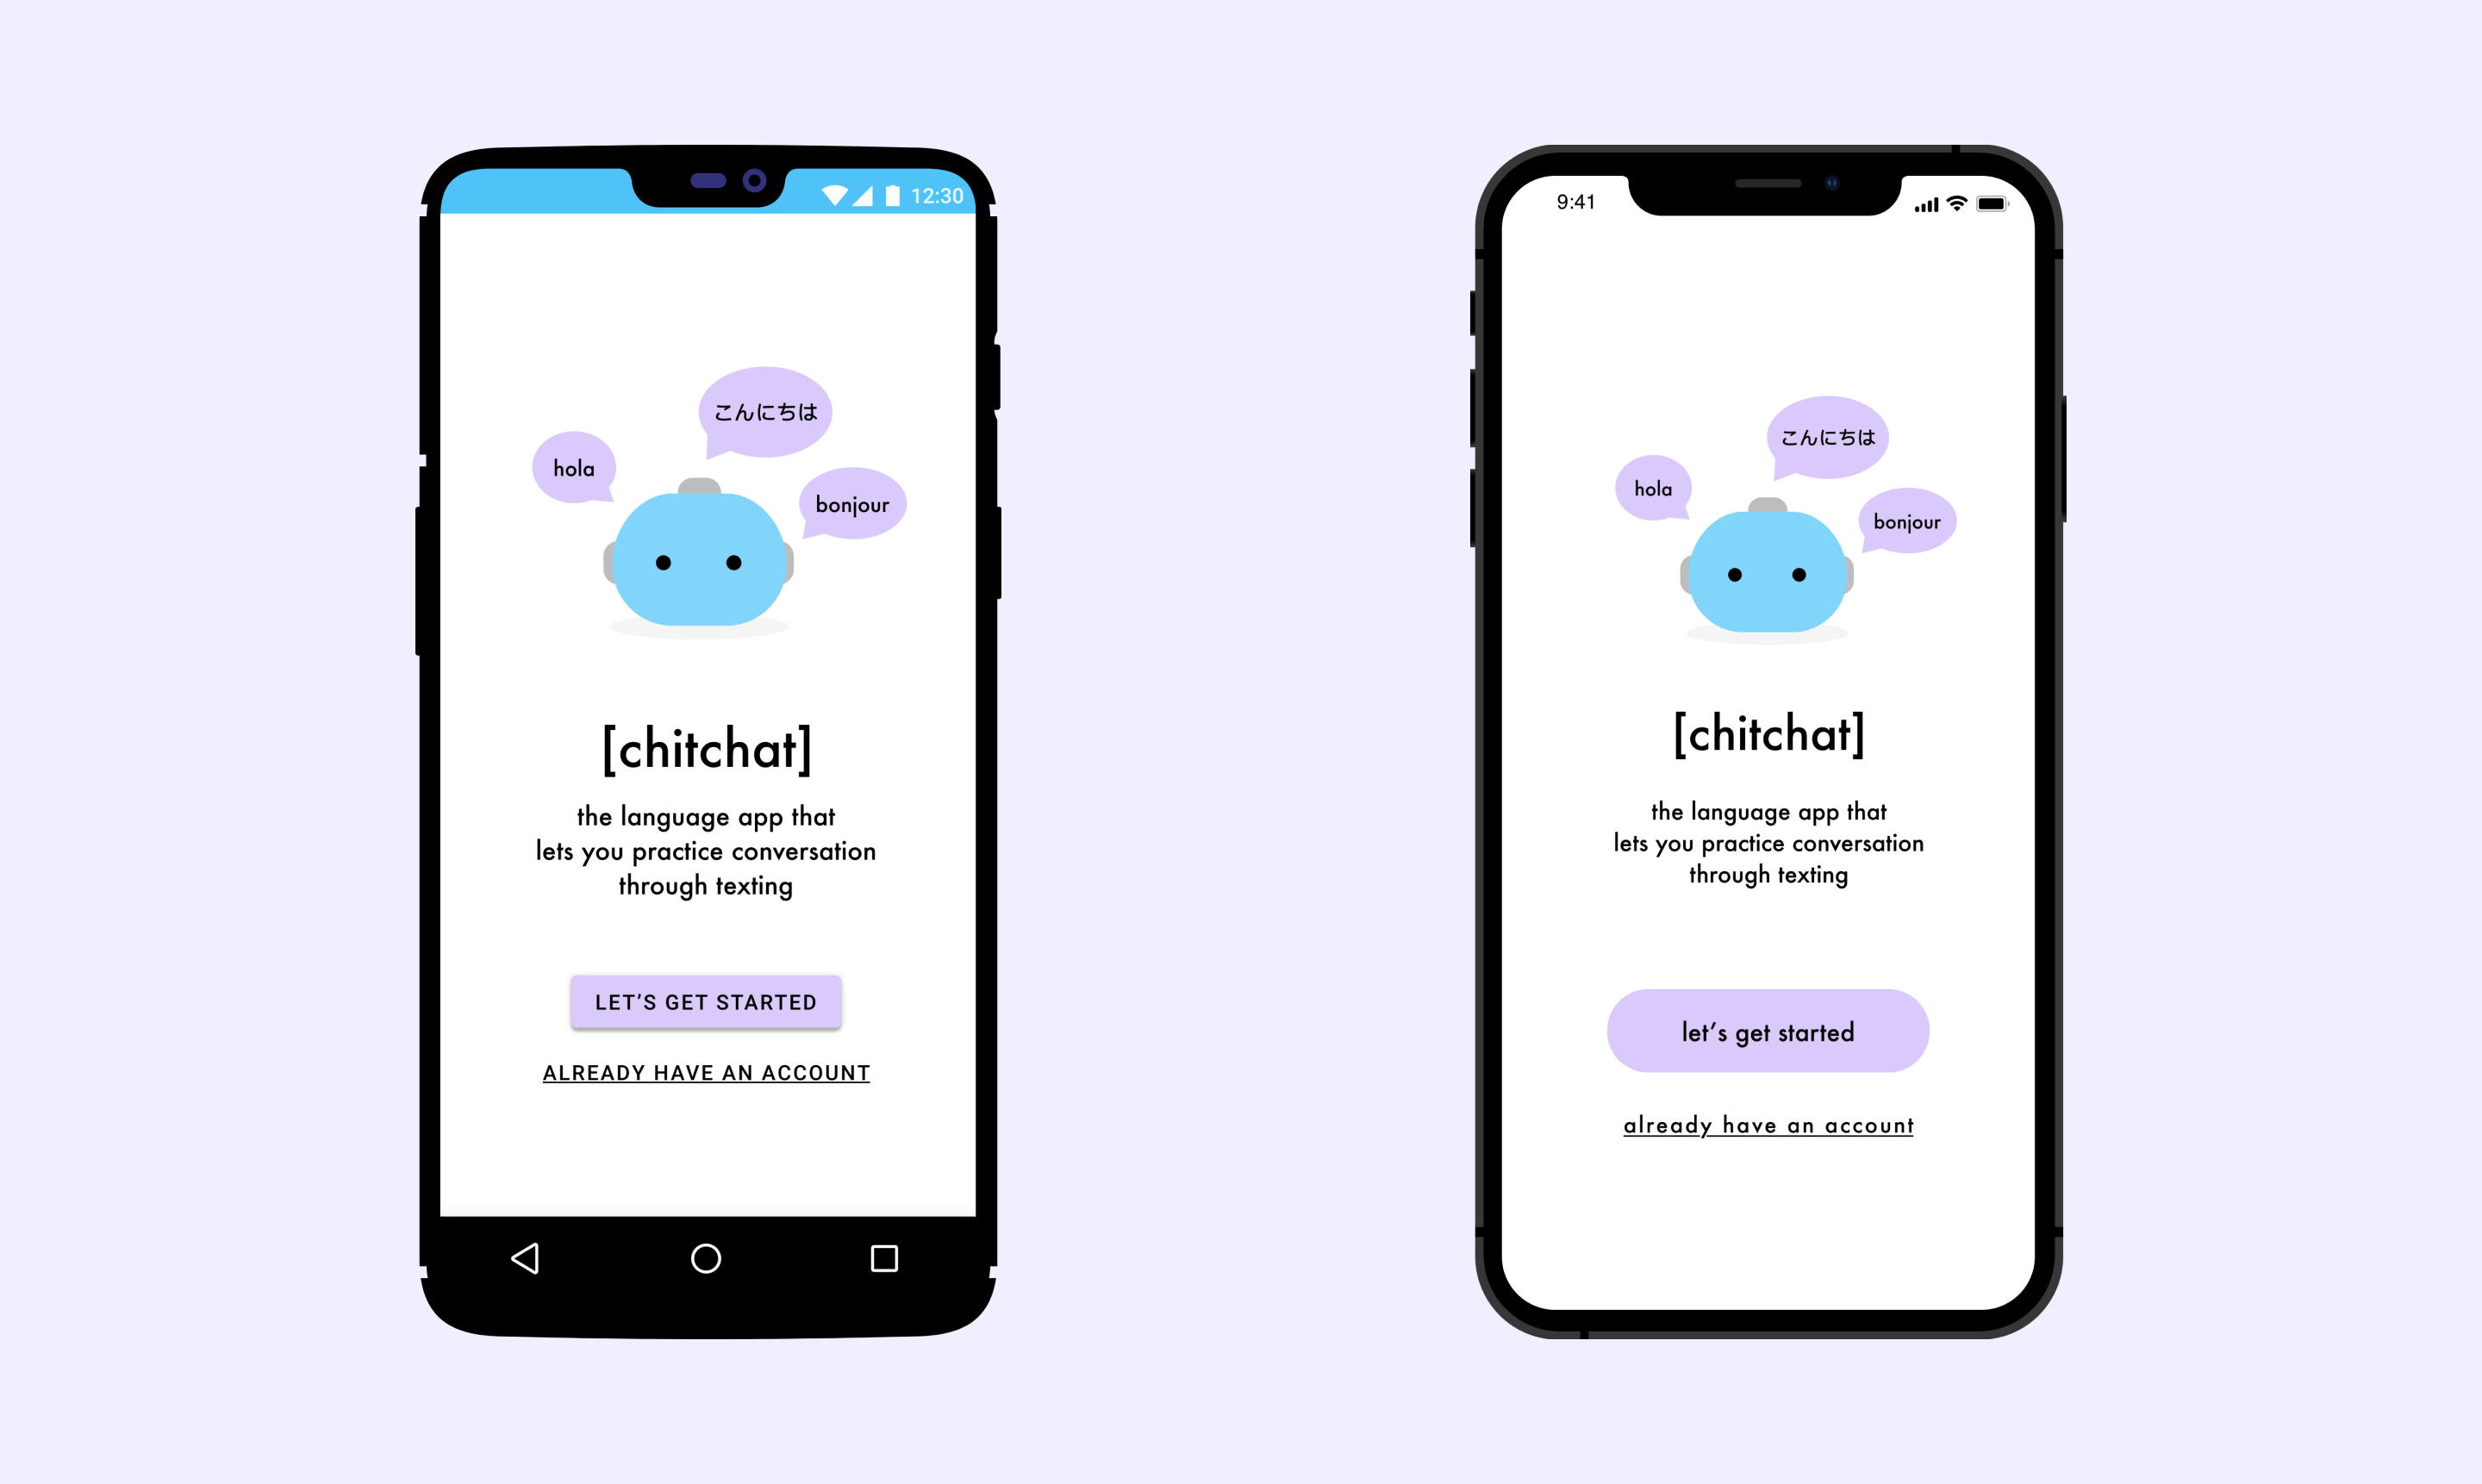 12:30
こんにちは
hola
bonjour
[chitchat]
the language app that
lets you practice conversation
through texting
LET’S GET STARTED
ALREADY HAVE AN ACCOUNT
9:41
こんにちは
hola
bonjour
[chitchat]
the language app that
lets you practice conversation
through texting
let’s get started
already have an account